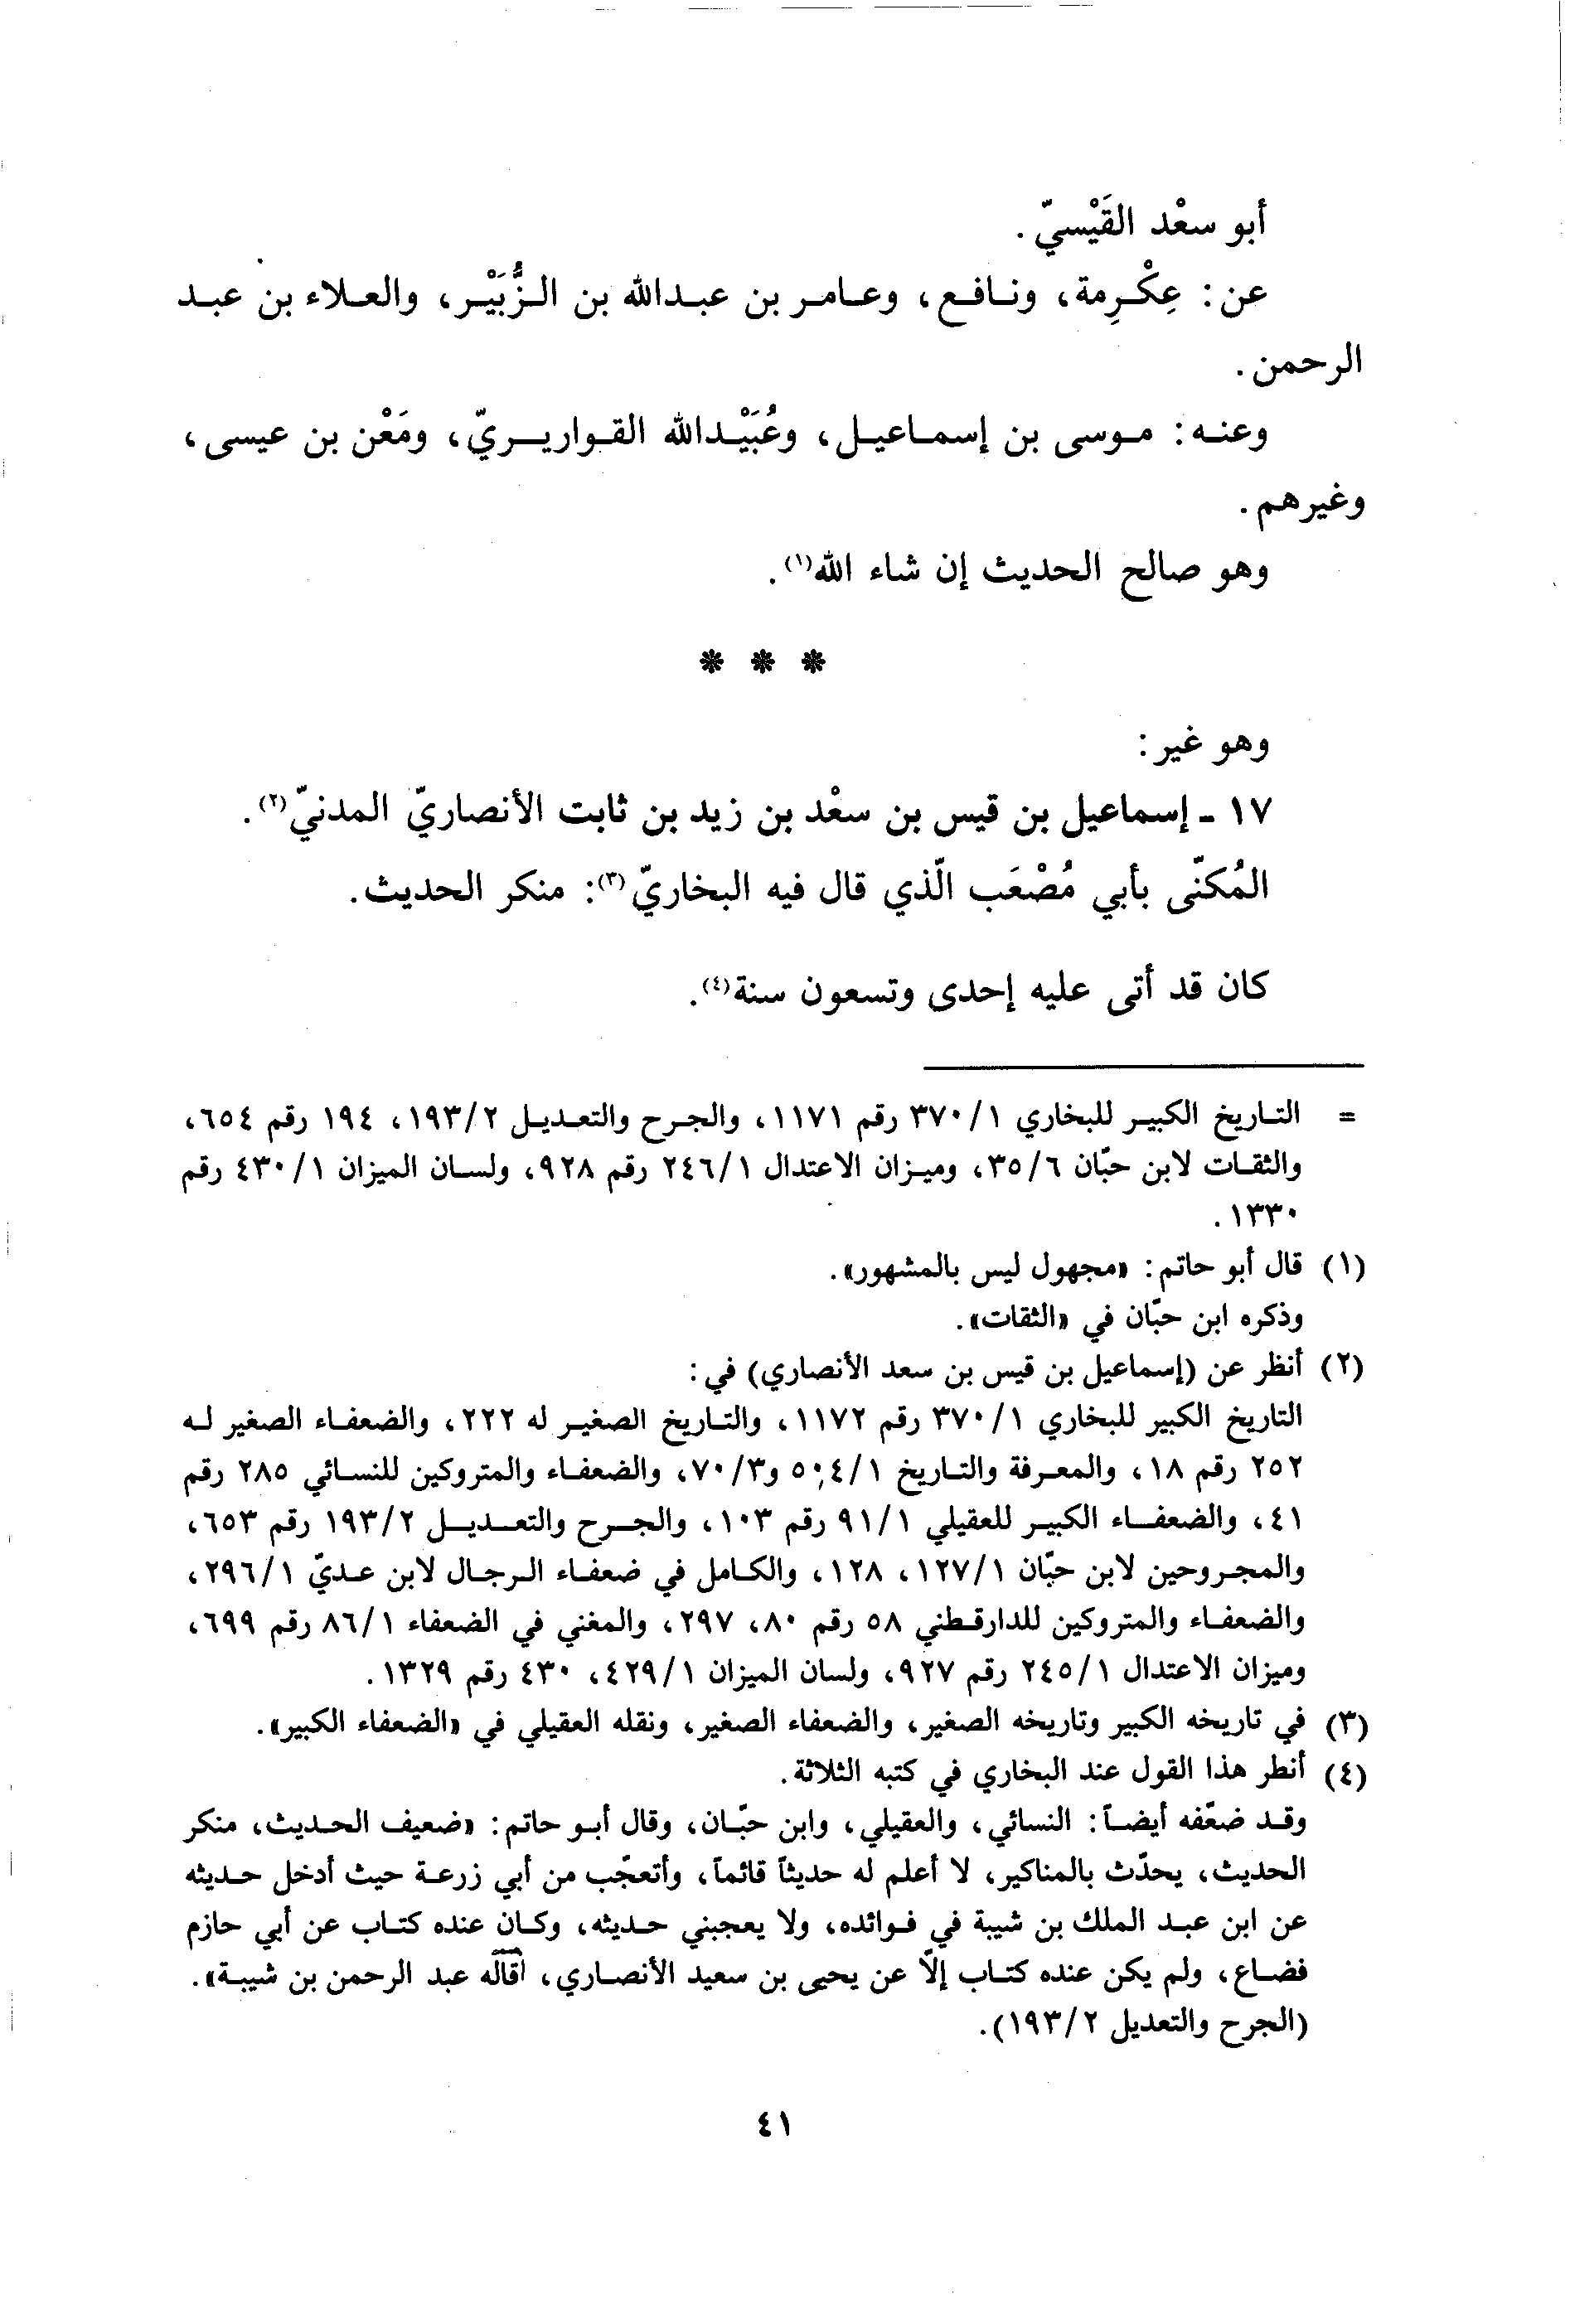 أبو سعْد القَيْسيّ.
عن: عِكْرِمة، ونافع، وعامر بن عبدالله بن الزُّبَيْر، والعلاء بن عبد
الرحمن.
وعنه: موسى بن إسماعيل، وعُبَيْدالله القواريريّ، ومَعْن بن عيسى،
وغيرهم.
وهو صالح الحديث إن شاء الله(١).
* * *
وهو غير:
١٧ - إسماعيل بن قيس بن سعْد بن زيد بن ثابت الأنصاريّ المدنيّ(٢).
المُكنّى بأبي مُصْعَب الّذي قال فيه البخاريّ(٣): منكر الحديث.
كان قد أتى عليه إحدى وتسعون سنة(٤).
= التاريخ الكبير للبخاري ٣٧٠/١ رقم ١١٧١، والجرح والتعديل ١٩٣/٢، ١٩٤ رقم ٦٥٤،
والثقات لابن حبّان ٣٥/٦، وميزان الاعتدال ٢٤٦/١ رقم ٩٢٨، ولسان الميزان ٤٣٠/١ رقم
١٣٣٠.
(١) قال أبو حاتم: «مجهول ليس بالمشهور».
وذكره ابن حبّان في «الثقات».
(٢) أنظر عن (إسماعيل بن قيس بن سعد الأنصاري) في:
التاريخ الكبير للبخاري ٣٧٠/١ رقم ١١٧٢، والتاريخ الصغير له ٢٢٢، والضعفاء الصغير له
٢٥٢ رقم ١٨، والمعرفة والتاريخ ٥٠٤/١ و٧٠/٣، والضعفاء والمتروكين للنسائي ٢٨٥ رقم
٤١، والضعفاء الكبير للعقيلي ٩١/١ رقم ١٠٣، والجرح والتعديل ١٩٣/٢ رقم ٦٥٣،
والمجروحين لابن حبّان ١٢٧/١، ١٢٨، والكامل في ضعفاء الرجال لابن عديّ ٢٩٦/١،
والضعفاء والمتروكين للدارقطني ٥٨ رقم ٨٠، ٢٩٧، والمغني في الضعفاء ٨٦/١ رقم ٦٩٩،
وميزان الاعتدال ٢٤٥/١ رقم ٩٢٧، ولسان الميزان ٤٢٩/١، ٤٣٠ رقم ١٣٢٩.
(٣) في تاريخه الكبير وتاريخه الصغير، والضعفاء الصغير، ونقله العقيلي في «الضعفاء الكبير».
(٤) أنطر هذا القول عند البخاري في كتبه الثلاثة.
وقد ضعّفه أيضاً: النسائي، والعقيلي، وابن حبّان، وقال أبو حاتم: «ضعيف الحديث، منكر
الحديث، يحدّث بالمناكير، لا أعلم له حديثاً قائماً، وأتعجّب من أبي زرعة حيث أدخل حديثه
عن ابن عبد الملك بن شيبة في فوائده، ولا يعجبني حديثه، وكان عنده كتاب عن أبي حازم
فضاع، ولم يكن عنده كتاب إلّا عن يحيى بن سعيد الأنصاري، قاله عبد الرحمن بن شيبة».
(الجرح والتعديل ١٩٣/٢).
٤١